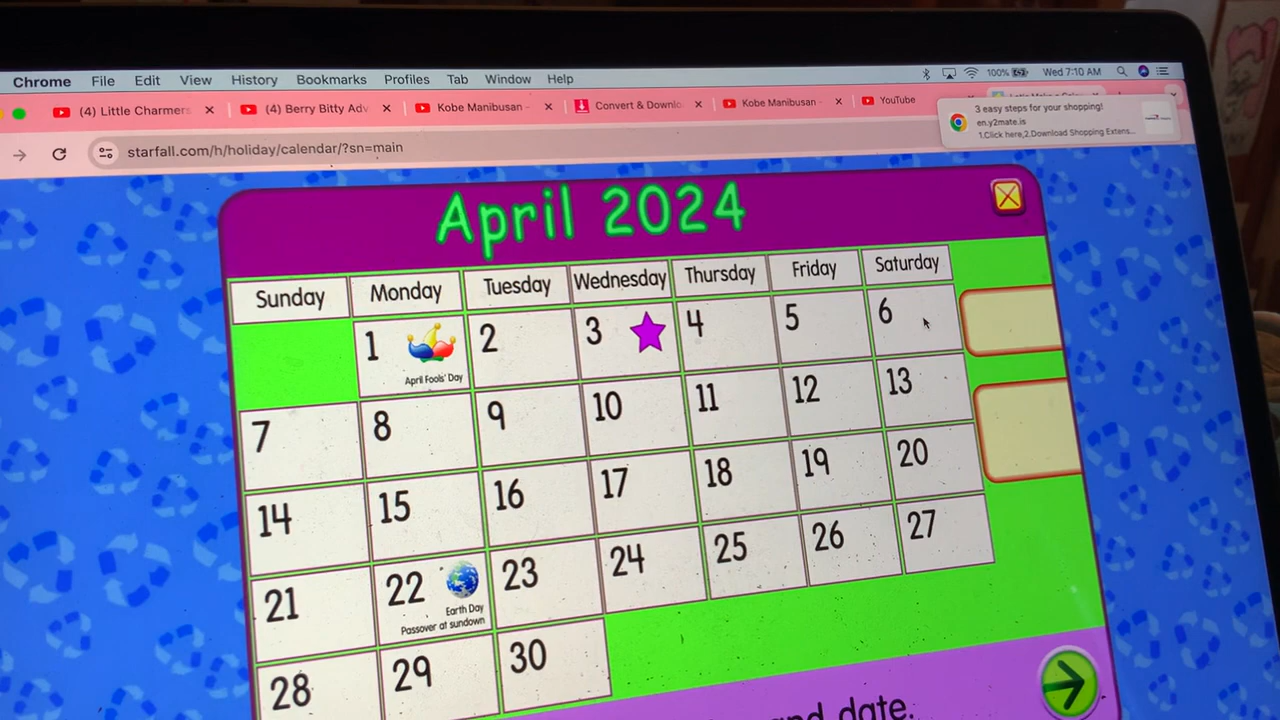 Chrome File Edit View History Bookmarks Profiles Tab Window Help 100% Wed 7:10 AM
(4) Little Charmers (4) Berry Bitty Adv Kobe Manibusan - Convert & Downlo Kobe Manibusan - YouTube
3 easy steps for your shopping!
en.y2mate.is
1.Click here,2.Download Shopping Extens...
starfall.com/h/holiday/calendar/?sn=main
April 2024
Sunday Monday Tuesday Wednesday Thursday Friday Saturday
1 2 3 4 5 6
April Fools' Day
7 8 9 10 11 12 13
14 15 16 17 18 19 20
21 22 23 24 25 26 27
Earth Day
Passover at sundown
28 29 30
and date.